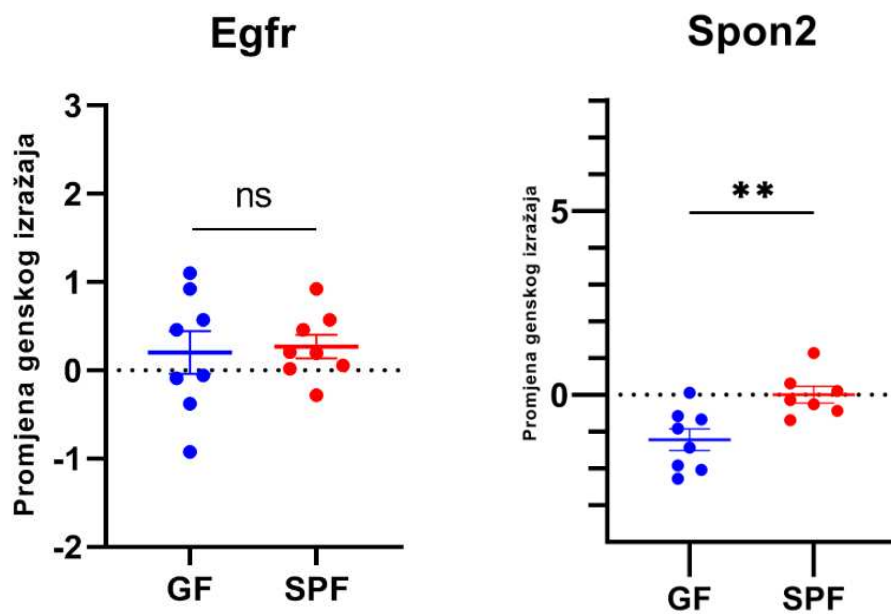 Egfr
Promjena genskog izražaja
3
2
1
0
-1
-2
ns
GF
SPF
Spon2
Promjena genskog izražaja
5
0
**
GF
SPF